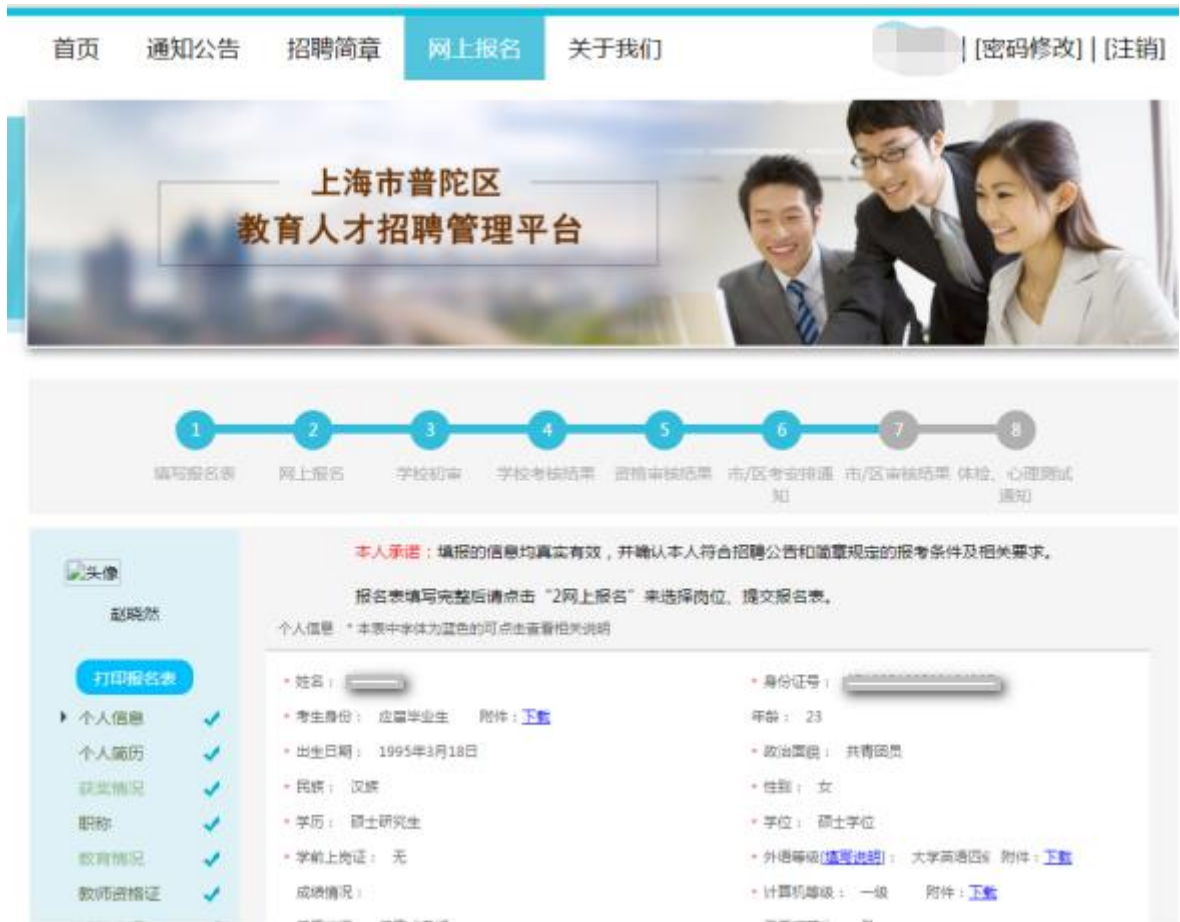 首页 通知公告 招聘简章 网上报名 关于我们 | [密码修改] | [注销]
上海市普陀区
教育人才招聘管理平台
1 2 3 4 5 6 7 8
填写报名表 网上报名 学校初审 学校考核结果 资格审核结果 市/区考安排通知 市/区审核结果 体检、心理测试通知
本人承诺：填报的信息均真实有效，并确认本人符合招聘公告和简章规定的报考条件及相关要求。
头像
报名表填写完整后请点击“2网上报名”来选择岗位、提交报名表。
赵晓然
个人信息 *本表中字体为蓝色的可点击查看相关说明
打印报名表
* 姓名： * 身份证号：
个人信息
* 考生身份： 应届毕业生 附件：下载 年龄： 23
个人简历
* 出生日期： 1995年3月18日 * 政治面貌： 共青团员
获奖情况
* 民族： 汉族 * 性别： 女
职称
* 学历： 硕士研究生 * 学位： 硕士学位
教育情况
* 学前上岗证： 无 * 外语等级[填写说明]： 大学英语四 附件：下载
教师资格证
成绩情况： * 计算机等级： 一级 附件：下载